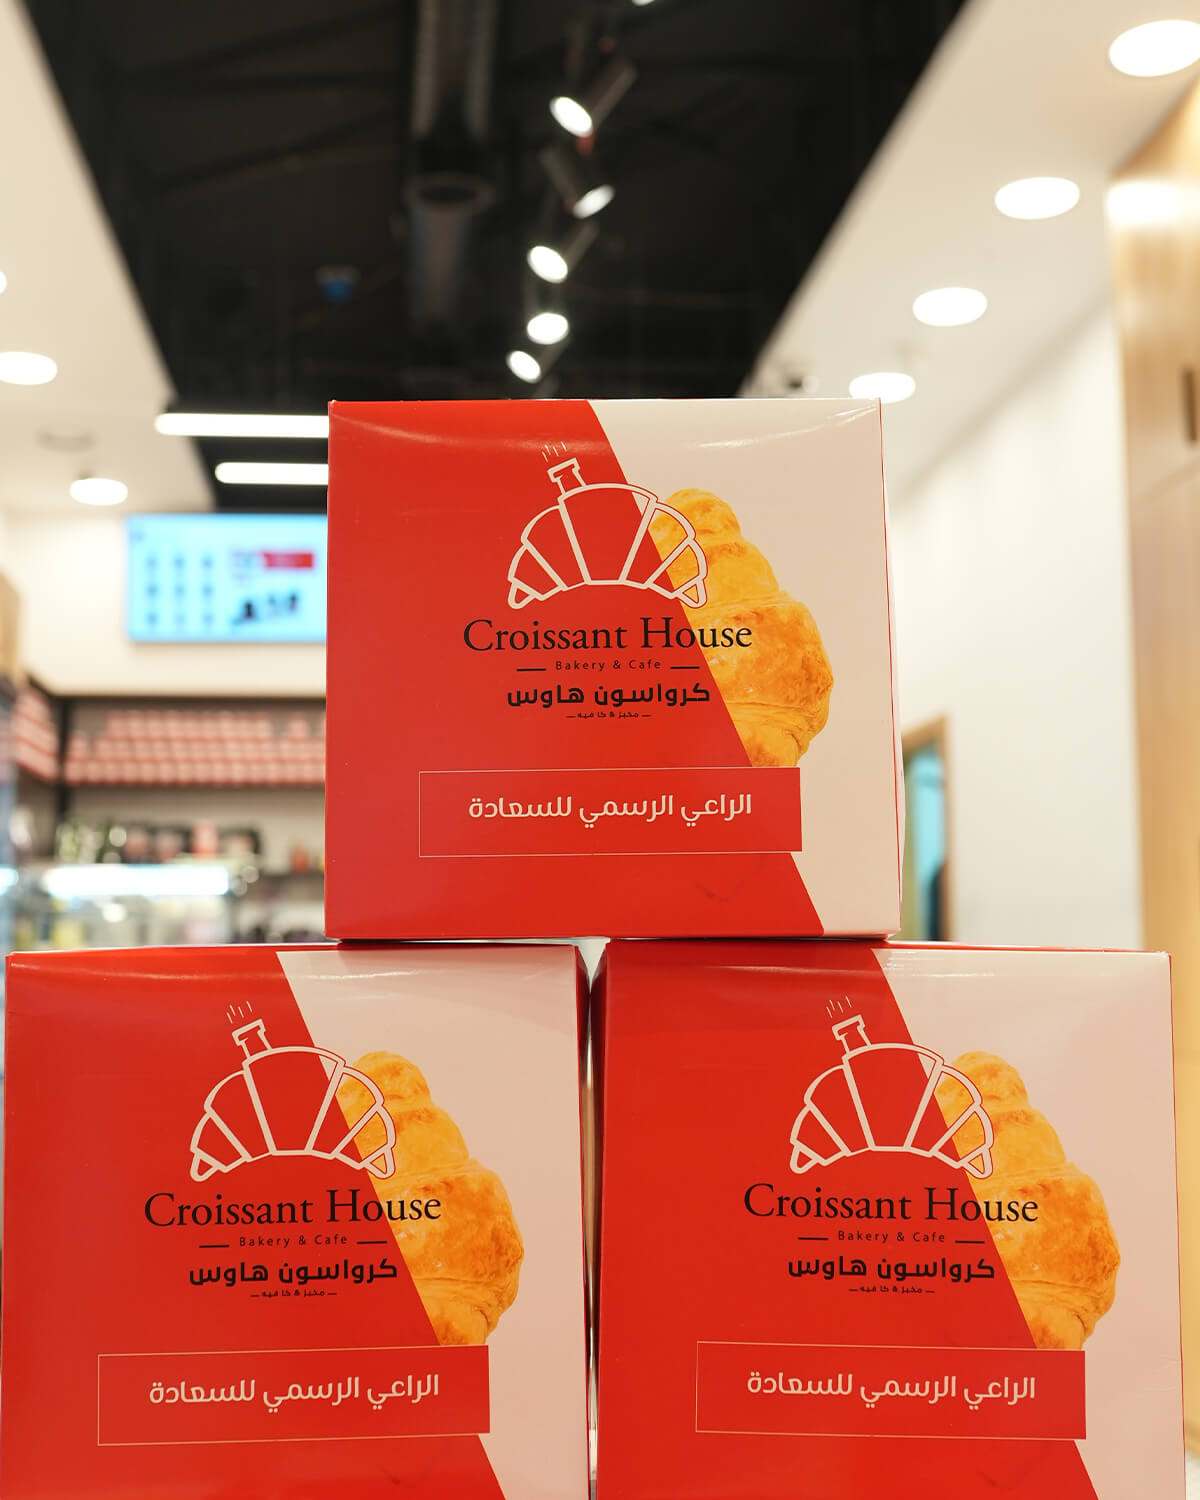 Croissant House
Bakery & Cafe
كرواسون هاوس
مخبز & كافيه
الراعي الرسمي للسعادة
Croissant House
Bakery & Cafe
كرواسون هاوس
مخبز & كافيه
الراعي الرسمي للسعادة
Croissant House
Bakery & Cafe
كرواسون هاوس
مخبز & كافيه
الراعي الرسمي للسعادة